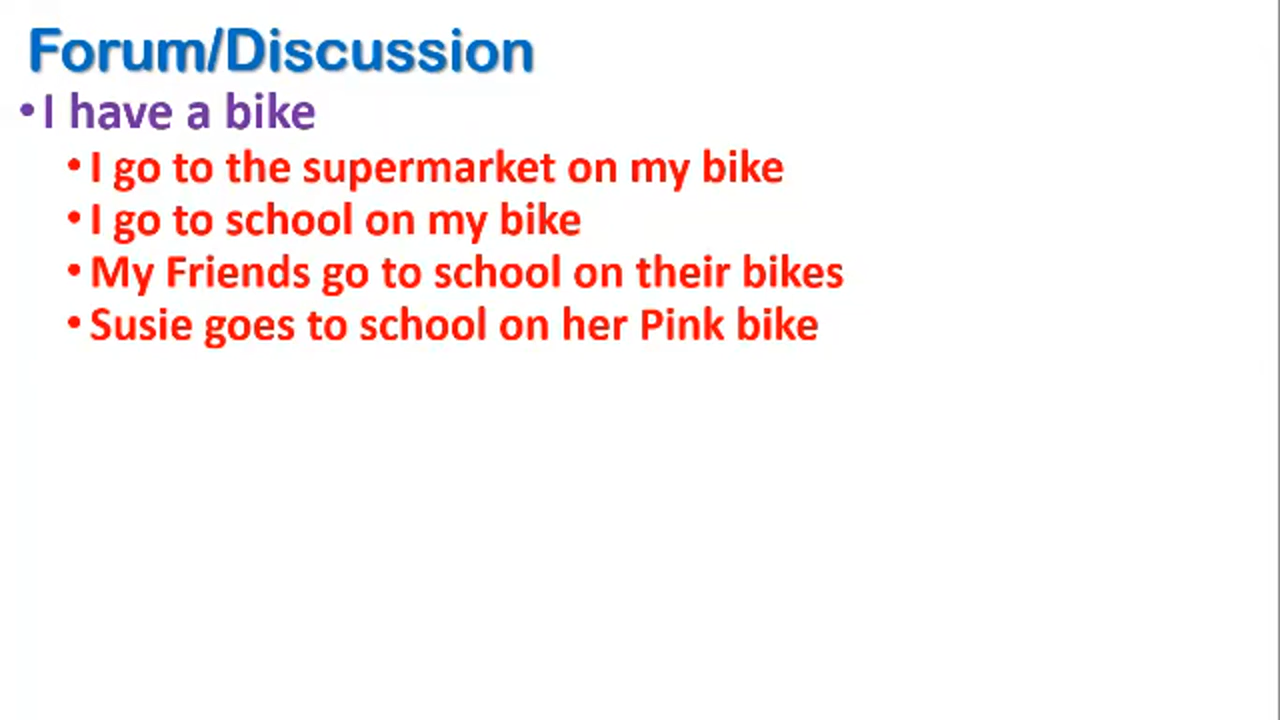 Forum/Discussion
•I have a bike
•I go to the supermarket on my bike
•I go to school on my bike
•My Friends go to school on their bikes
•Susie goes to school on her Pink bike